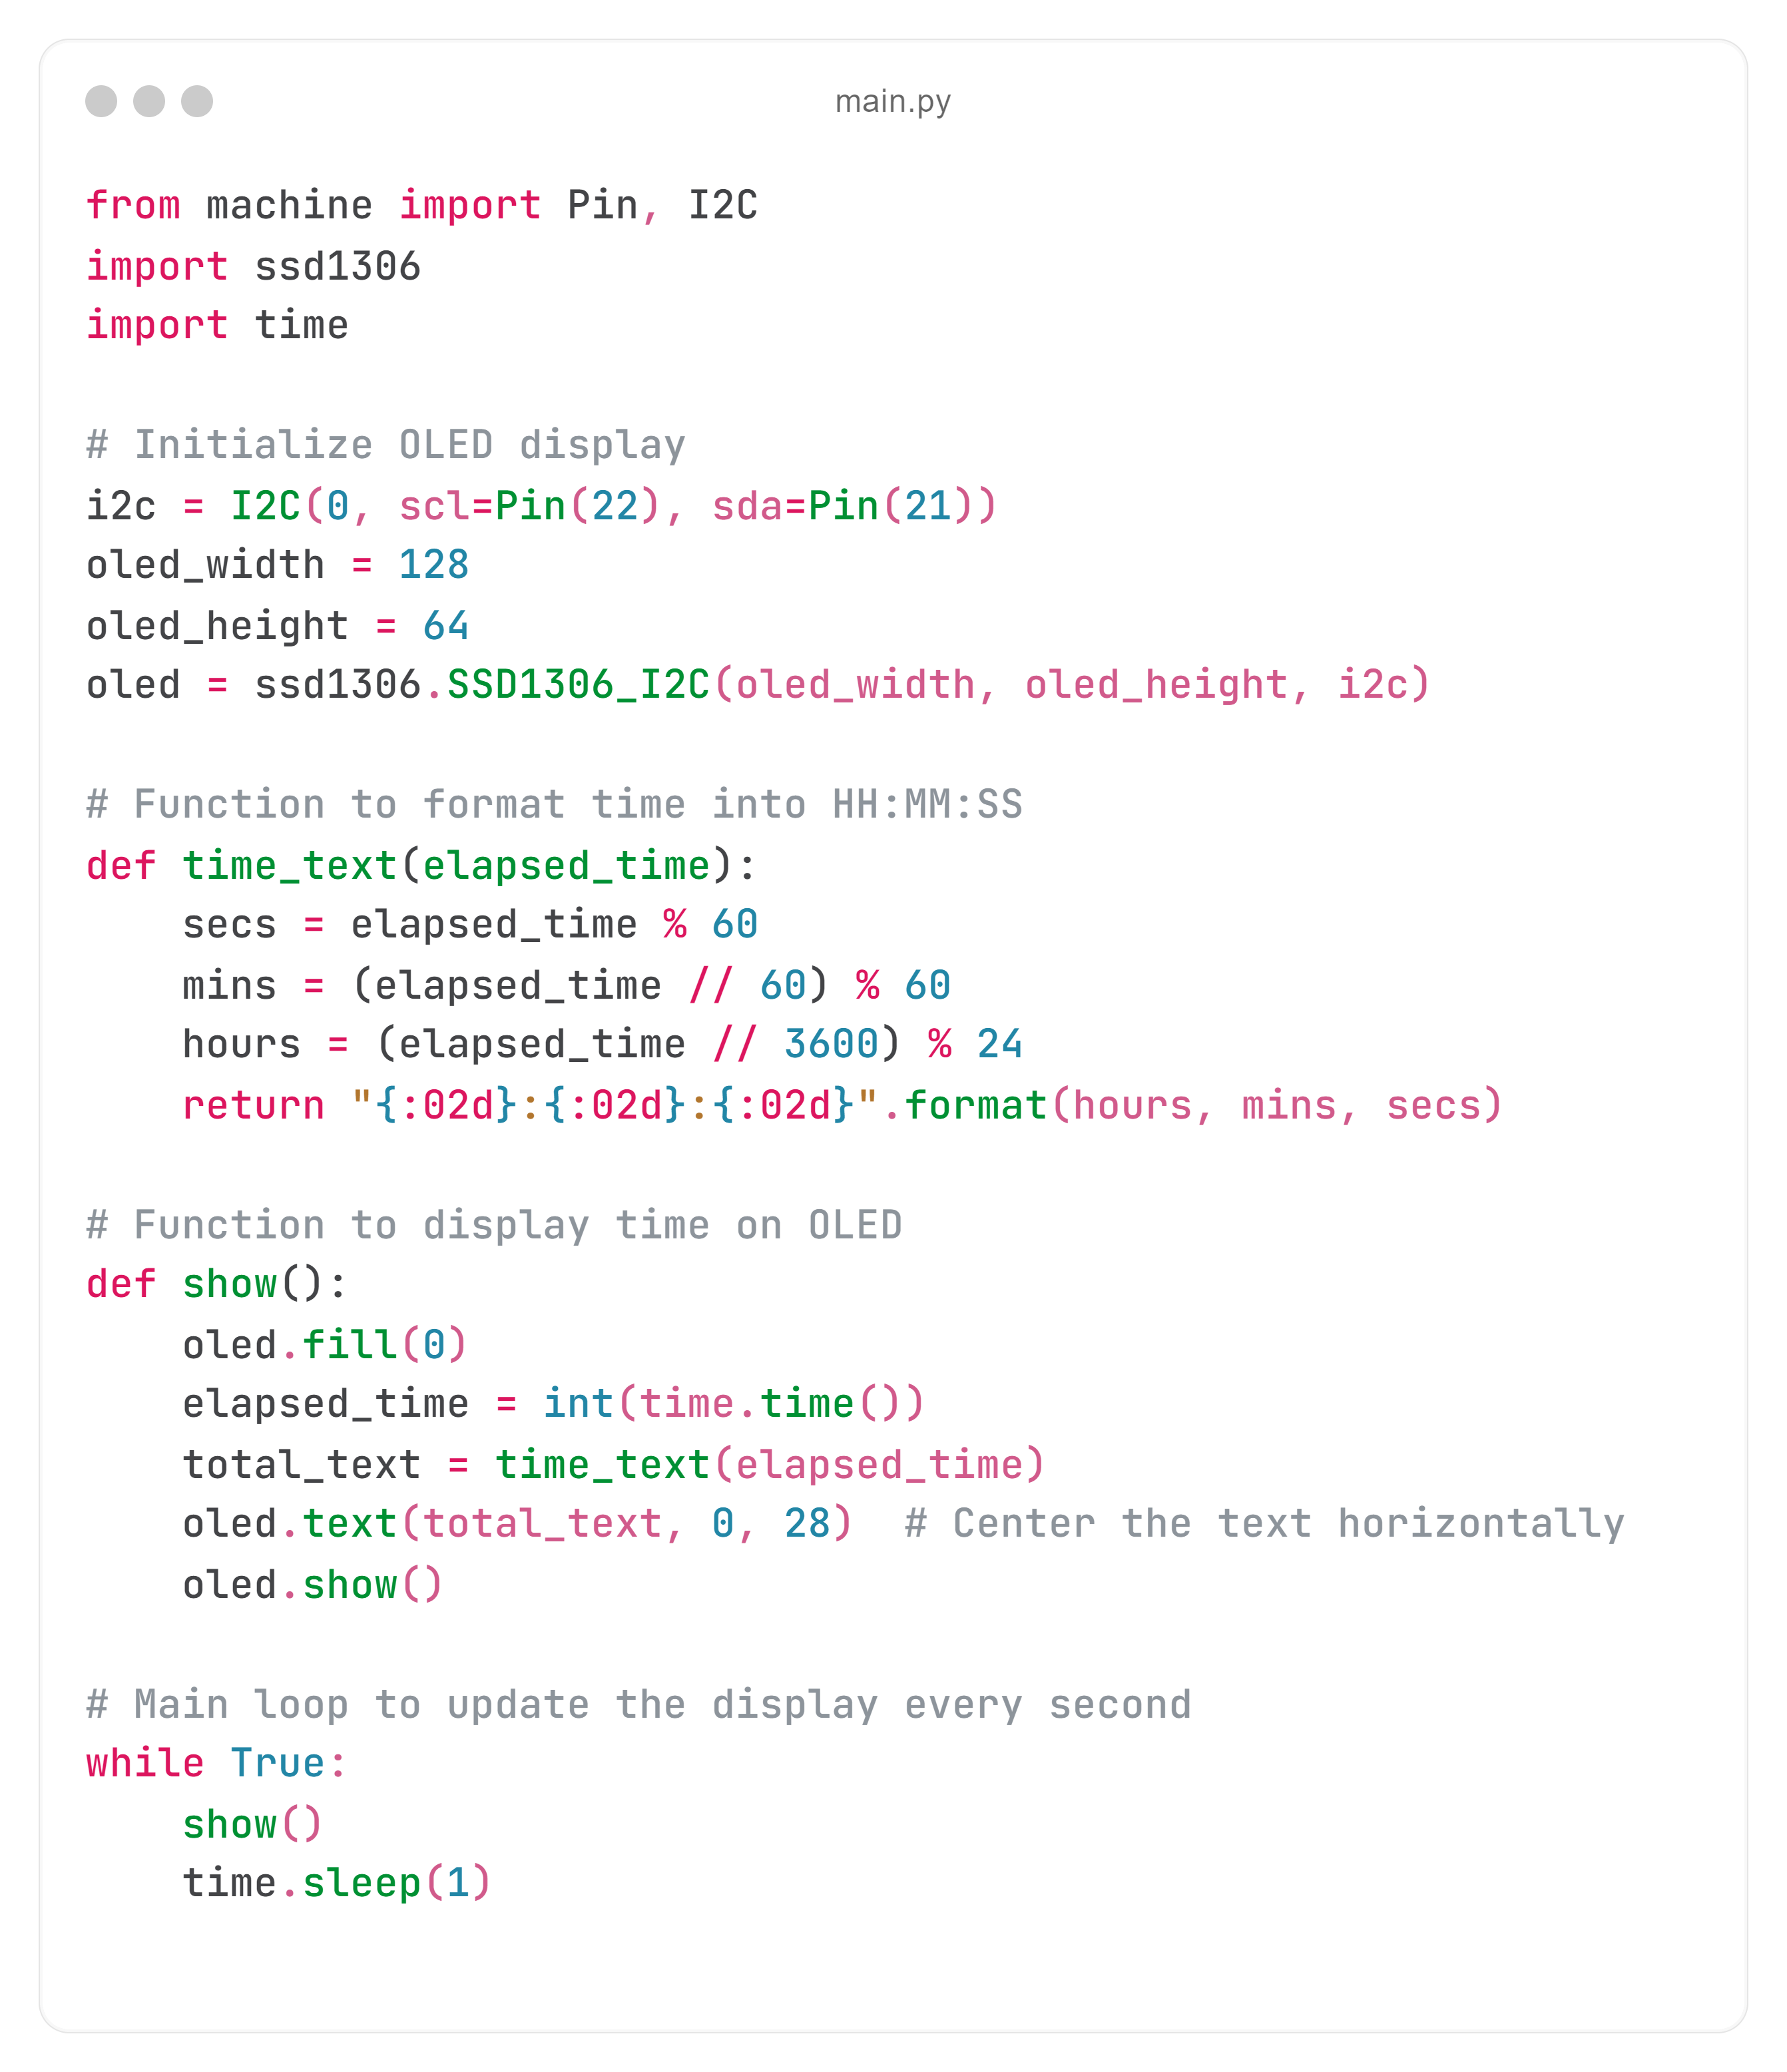 main.py
from machine import Pin, I2C
import ssd1306
import time
# Initialize OLED display
i2c = I2C(0, scl=Pin(22), sda=Pin(21))
oled_width = 128
oled_height = 64
oled = ssd1306.SSD1306_I2C(oled_width, oled_height, i2c)
# Function to format time into HH:MM:SS
def time_text(elapsed_time):
    secs = elapsed_time % 60
    mins = (elapsed_time // 60) % 60
    hours = (elapsed_time // 3600) % 24
    return "{:02d}:{:02d}:{:02d}".format(hours, mins, secs)
# Function to display time on OLED
def show():
    oled.fill(0)
    elapsed_time = int(time.time())
    total_text = time_text(elapsed_time)
    oled.text(total_text, 0, 28)  # Center the text horizontally
    oled.show()
# Main loop to update the display every second
while True:
    show()
    time.sleep(1)